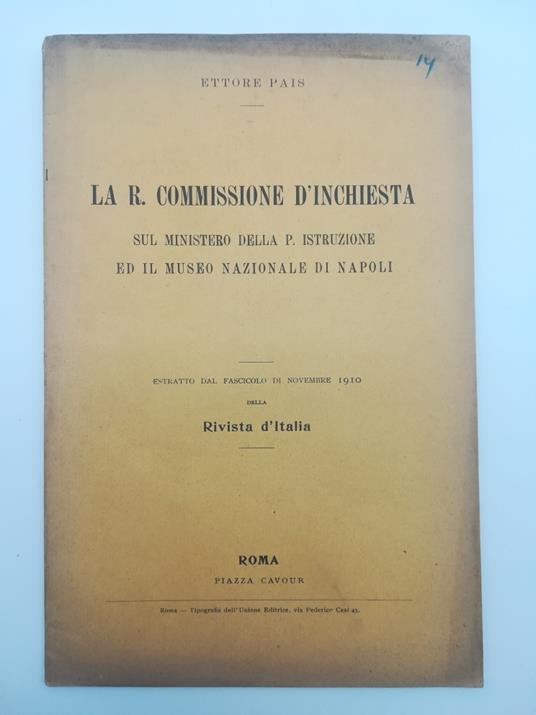 14
ETTORE PAIS
LA R. COMMISSIONE D'INCHIESTA
SUL MINISTERO DELLA P. ISTRUZIONE
ED IL MUSEO NAZIONALE DI NAPOLI
ESTRATTO DAL FASCICOLO DI NOVEMBRE 1910
DELLA
Rivista d'Italia
ROMA
PIAZZA CAVOUR
Roma — Tipografia dell'Unione Editrice, via Federico Cesi 45.